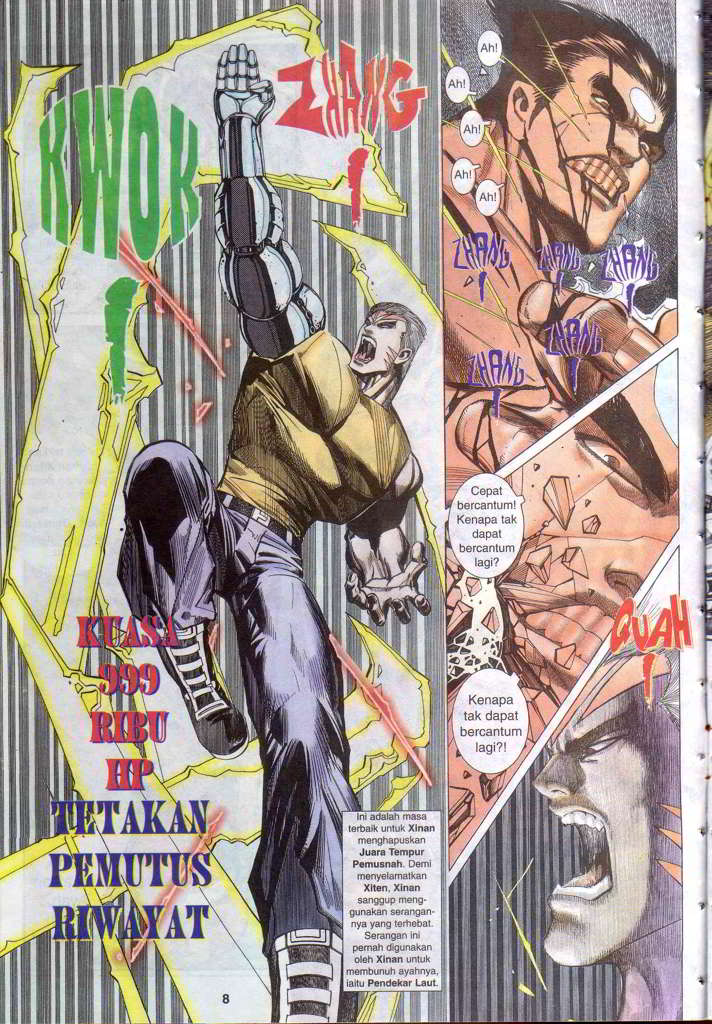 KWOK!
ZHANG!
KUASA
999
RIBU
HP
TETAKAN
PEMUTUS
RIWAYAT
Ini adalah masa
terbaik untuk Xinan
menghapuskan
Juara Tempur
Pemusnah. Demi
menyelamatkan
Xiten, Xinan
sanggup meng-
gunakan serangan-
nya yang terhebat.
Serangan ini
pernah digunakan
oleh Xinan untuk
membunuh ayahnya,
iaitu Pendekar Laut.
8
Ah!
Ah!
Ah!
Ah!
Ah!
ZHANG!
ZHANG!
ZHANG!
ZHANG!
ZHANG!
Cepat
bercantum!
Kenapa tak
dapat
bercantum
lagi?
Kenapa
tak dapat
bercantum
lagi?!
QUAH!